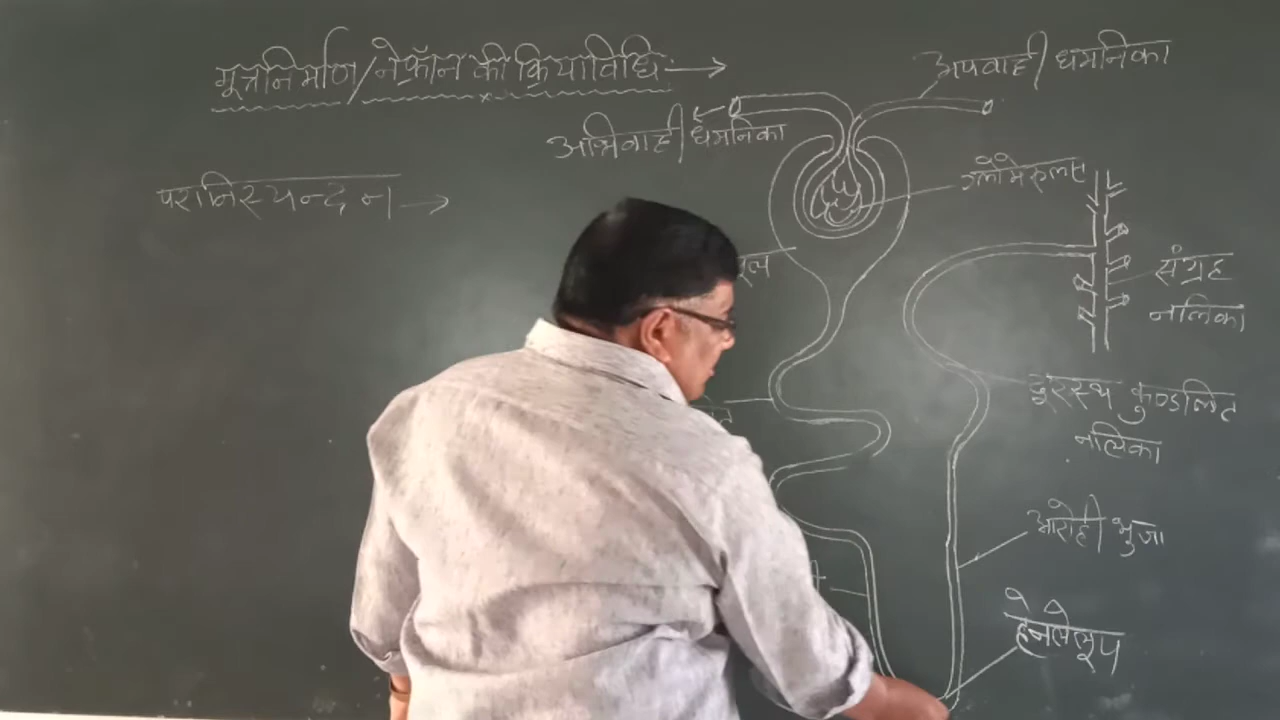 मूत्रनिर्माण/नेफ्रॉन की क्रियाविधि →
अपवाही धमनिका
अभिवाही धमनिका
ग्लोमेरुलस
परानिस्यन्दन →
संग्रह
नलिका
दूरस्थ कुण्डलित
नलिका
आरोही भुजा
हेनलेलूप